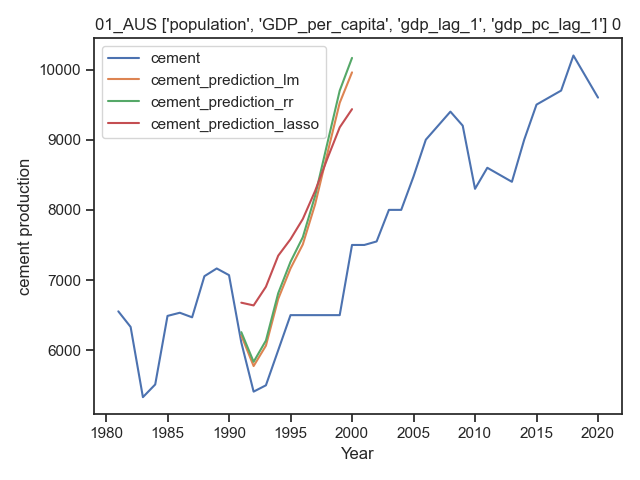 01_AUS ['population', 'GDP_per_capita', 'gdp_lag_1', 'gdp_pc_lag_1'] 0
cement
cement_prediction_lm
cement_prediction_rr
cement_prediction_lasso
10000
9000
8000
7000
6000
cement production
1980 1985 1990 1995 2000 2005 2010 2015 2020
Year